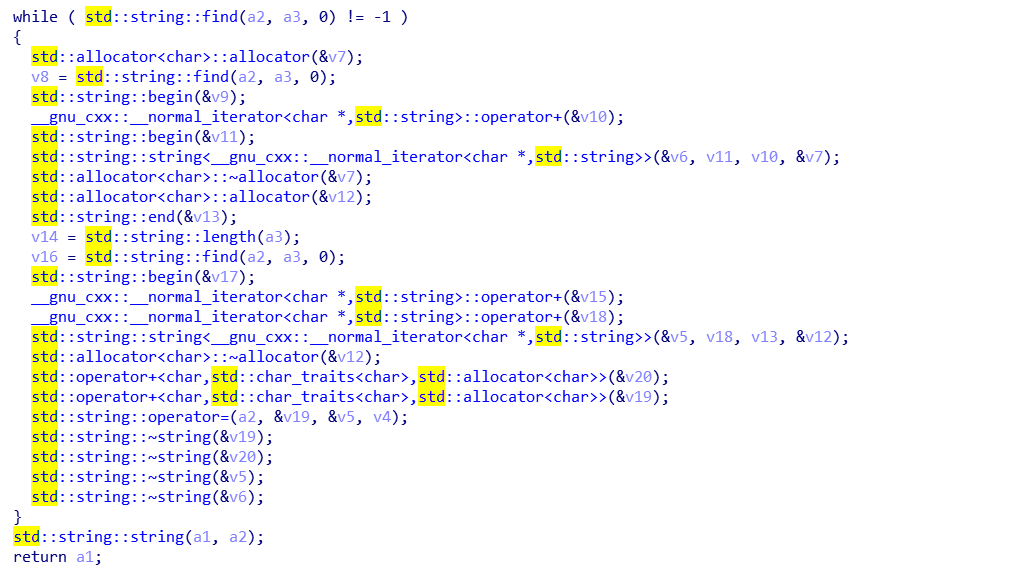 while ( std::string::find(a2, a3, 0) != -1 )
{
std::allocator<char>::allocator(&v7);
v8 = std::string::find(a2, a3, 0);
std::string::begin(&v9);
__gnu_cxx::__normal_iterator<char *,std::string>::operator+(&v10);
std::string::begin(&v11);
std::string::string<__gnu_cxx::__normal_iterator<char *,std::string>>(&v6, v11, v10, &v7);
std::allocator<char>::~allocator(&v7);
std::allocator<char>::allocator(&v12);
std::string::end(&v13);
v14 = std::string::length(a3);
v16 = std::string::find(a2, a3, 0);
std::string::begin(&v17);
__gnu_cxx::__normal_iterator<char *,std::string>::operator+(&v15);
__gnu_cxx::__normal_iterator<char *,std::string>::operator+(&v18);
std::string::string<__gnu_cxx::__normal_iterator<char *,std::string>>(&v5, v18, v13, &v12);
std::allocator<char>::~allocator(&v12);
std::operator+<char,std::char_traits<char>,std::allocator<char>>(&v20);
std::operator+<char,std::char_traits<char>,std::allocator<char>>(&v19);
std::string::operator=(a2, &v19, &v5, v4);
std::string::~string(&v19);
std::string::~string(&v20);
std::string::~string(&v5);
std::string::~string(&v6);
}
std::string::string(a1, a2);
return a1;